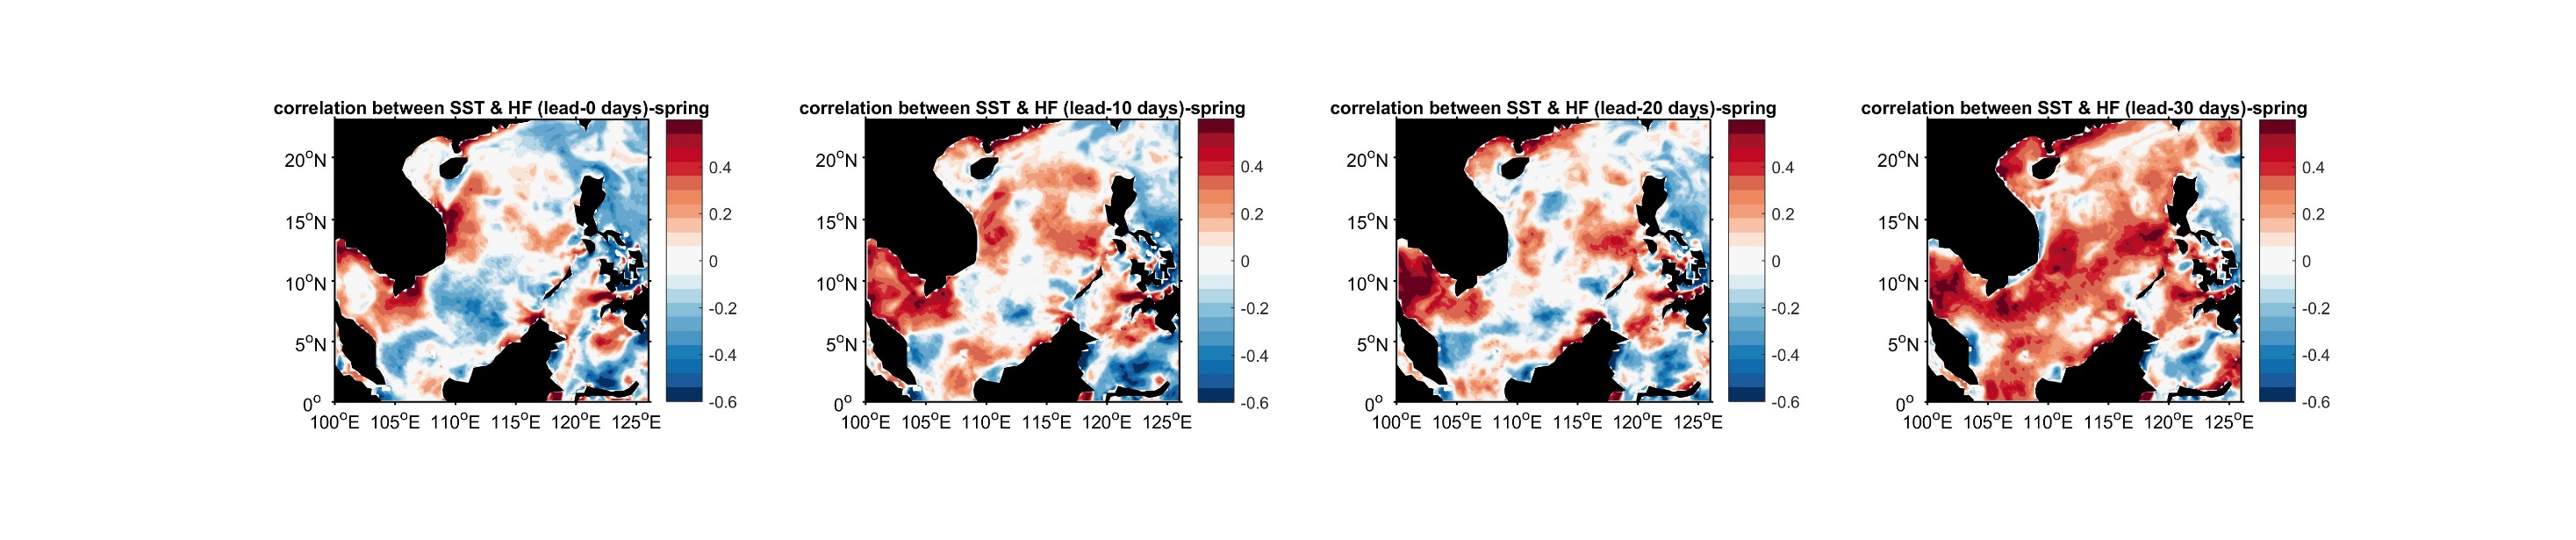 correlation between SST & HF (lead-0 days)-spring
20°N
15°N
10°N
5°N
0°
100°E 105°E 110°E 115°E 120°E 125°E
0.4
0.2
0
-0.2
-0.4
-0.6
correlation between SST & HF (lead-10 days)-spring
20°N
15°N
10°N
5°N
0°
100°E 105°E 110°E 115°E 120°E 125°E
0.4
0.2
0
-0.2
-0.4
-0.6
correlation between SST & HF (lead-20 days)-spring
20°N
15°N
10°N
5°N
0°
100°E 105°E 110°E 115°E 120°E 125°E
0.4
0.2
0
-0.2
-0.4
-0.6
correlation between SST & HF (lead-30 days)-spring
20°N
15°N
10°N
5°N
0°
100°E 105°E 110°E 115°E 120°E 125°E
0.4
0.2
0
-0.2
-0.4
-0.6